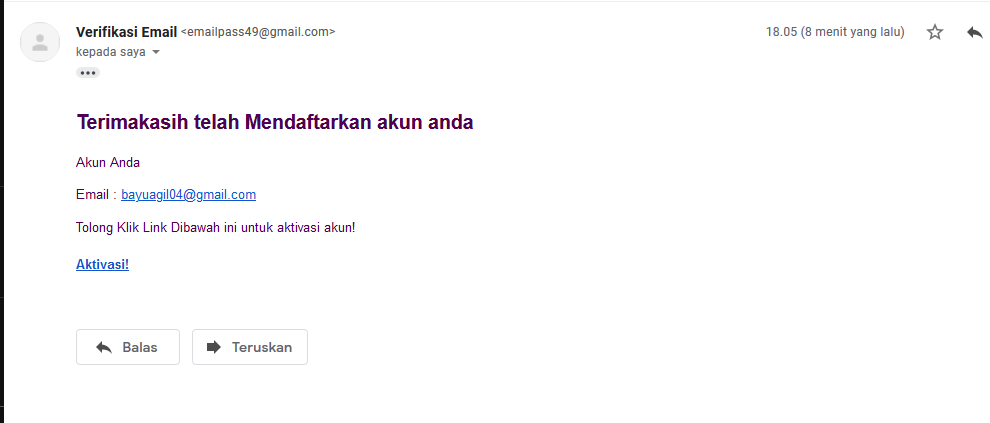 Verifikasi Email <emailpass49@gmail.com> 18.05 (8 menit yang lalu)
kepada saya
Terimakasih telah Mendaftarkan akun anda
Akun Anda
Email : bayuagil04@gmail.com
Tolong Klik Link Dibawah ini untuk aktivasi akun!
Aktivasi!
Balas Teruskan